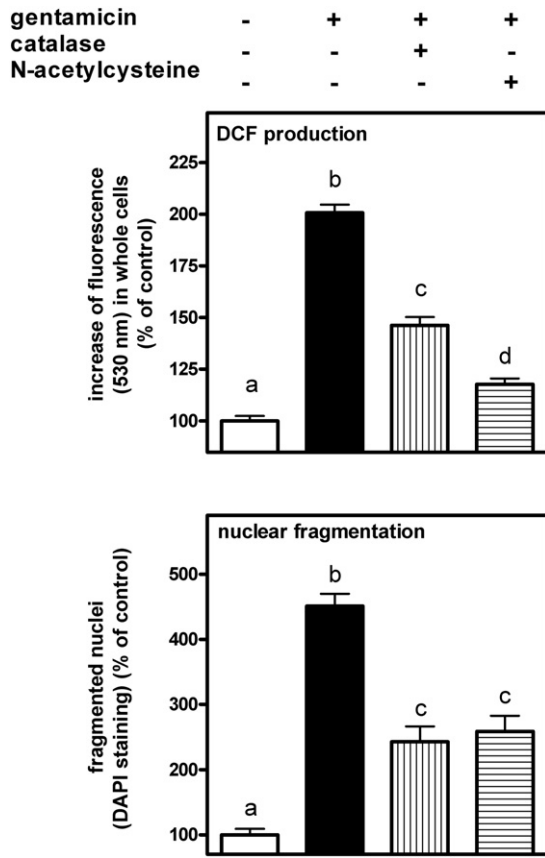 gentamicin - + + +
catalase - - + -
N-acetylcysteine - - - +
DCF production
increase of fluorescence
(530 nm) in whole cells
(% of control)
225
200
175
150
125
100
a
b
c
d
nuclear fragmentation
fragmented nuclei
(DAPI staining) (% of control)
500
400
300
200
100
a
b
c
c